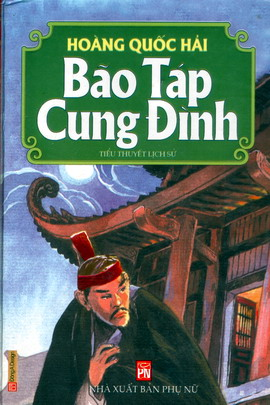 HOÀNG QUỐC HẢI
Bão Táp
Cung Đình
TIỂU THUYẾT LỊCH SỬ
PN
NHÀ XUẤT BẢN PHỤ NỮ